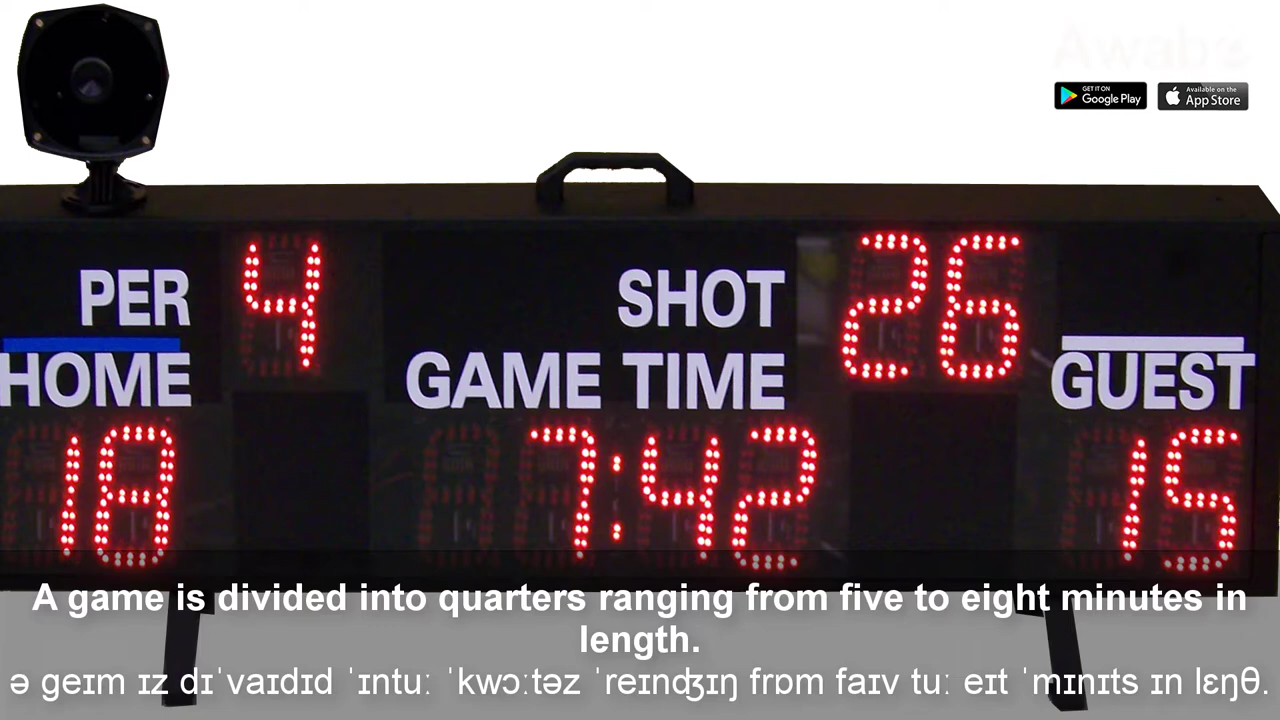 Awabe
GET IT ON
Google Play
Available on the
App Store
PER 4
SHOT 26
HOME
GAME TIME
GUEST
18
7:42
15
A game is divided into quarters ranging from five to eight minutes in
length.
ə geɪm ɪz dɪˈvaɪdɪd ˈɪntuː ˈkwɔːtəz ˈreɪnʤɪŋ frɒm faɪv tuː eɪt ˈmɪnɪts ɪn lɛŋθ.